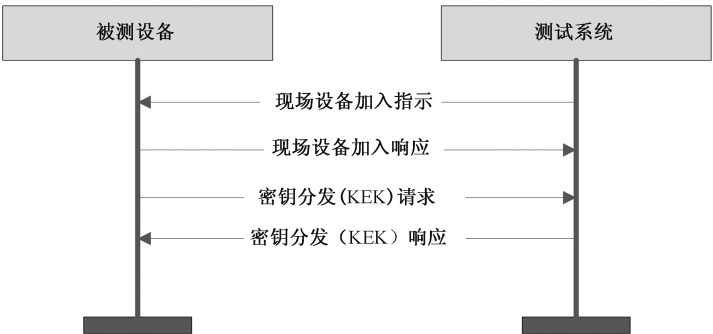 被测设备
测试系统
现场设备加入指示
现场设备加入响应
密钥分发(KEK)请求
密钥分发（KEK）响应